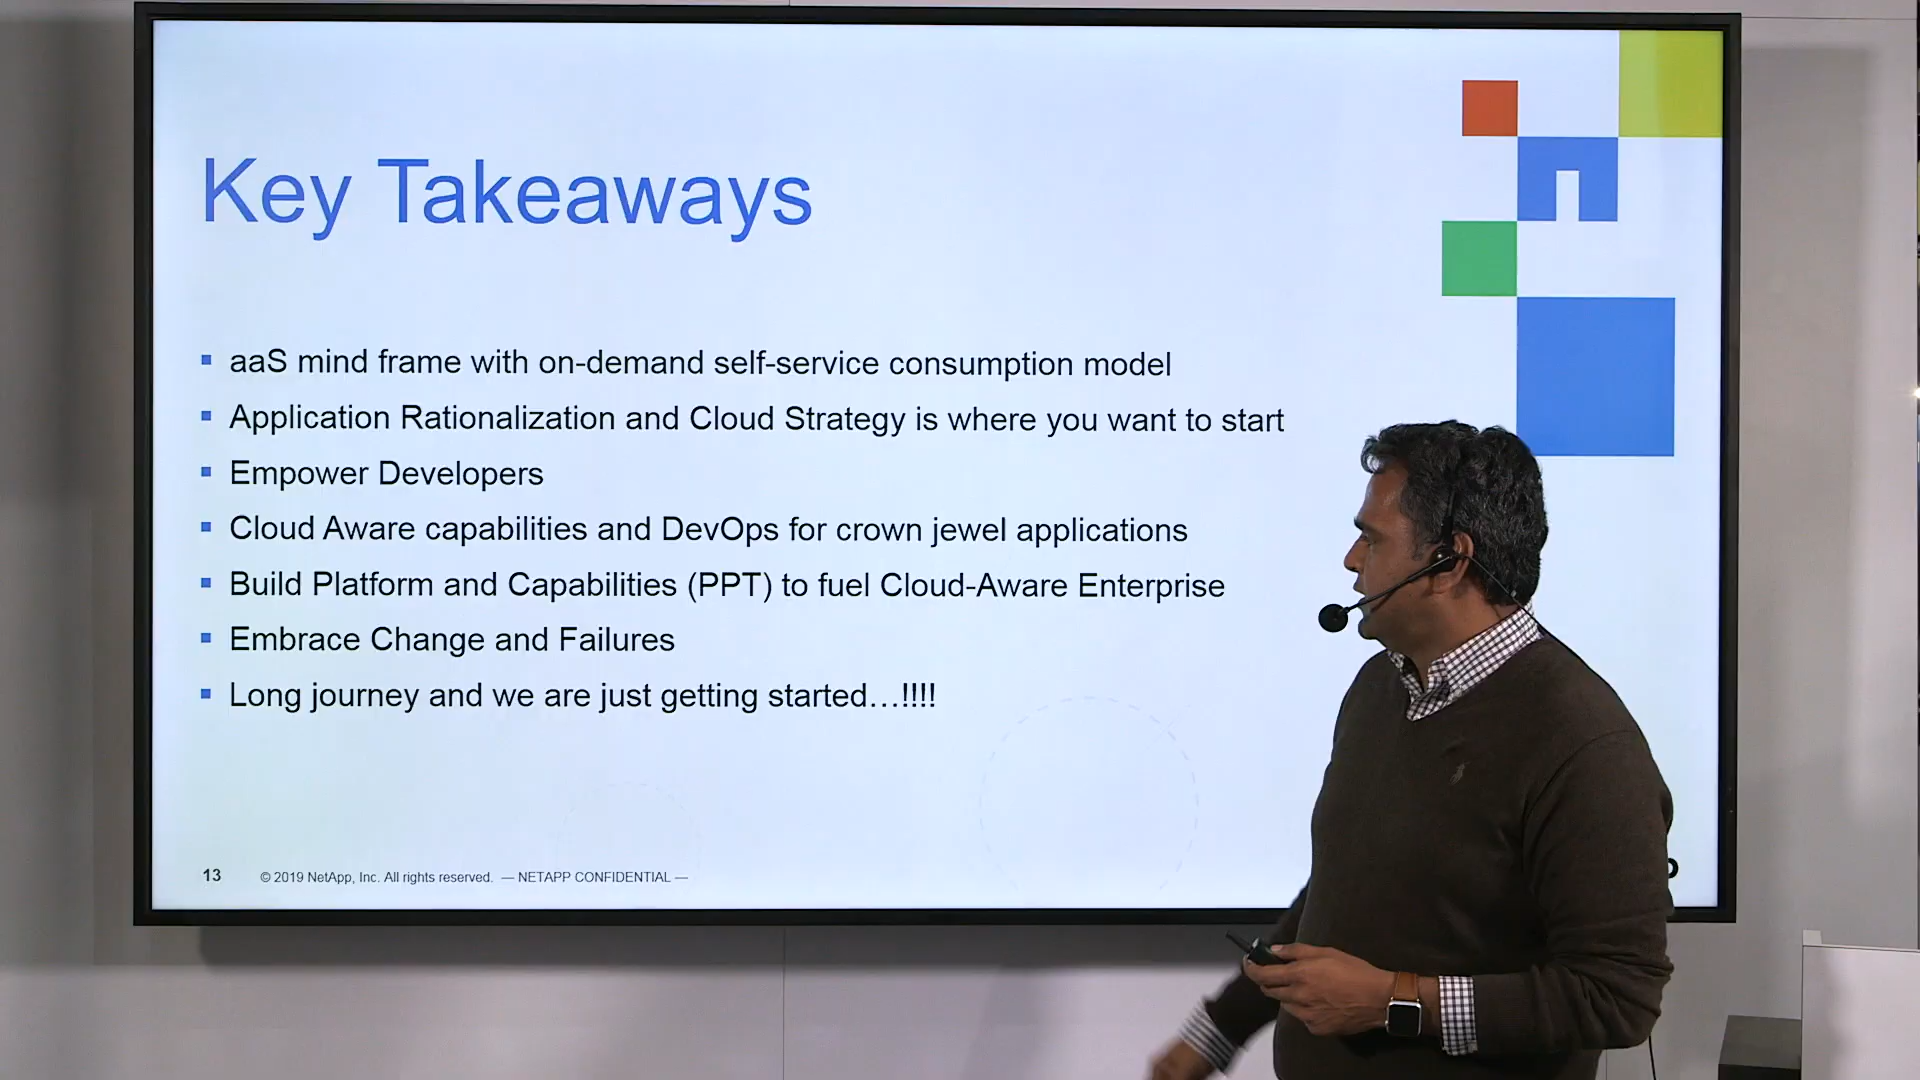 Key Takeaways
aaS mind frame with on-demand self-service consumption model
Application Rationalization and Cloud Strategy is where you want to start
Empower Developers
Cloud Aware capabilities and DevOps for crown jewel applications
Build Platform and Capabilities (PPT) to fuel Cloud-Aware Enterprise
Embrace Change and Failures
Long journey and we are just getting started…!!!!
13 © 2019 NetApp, Inc. All rights reserved. — NETAPP CONFIDENTIAL —